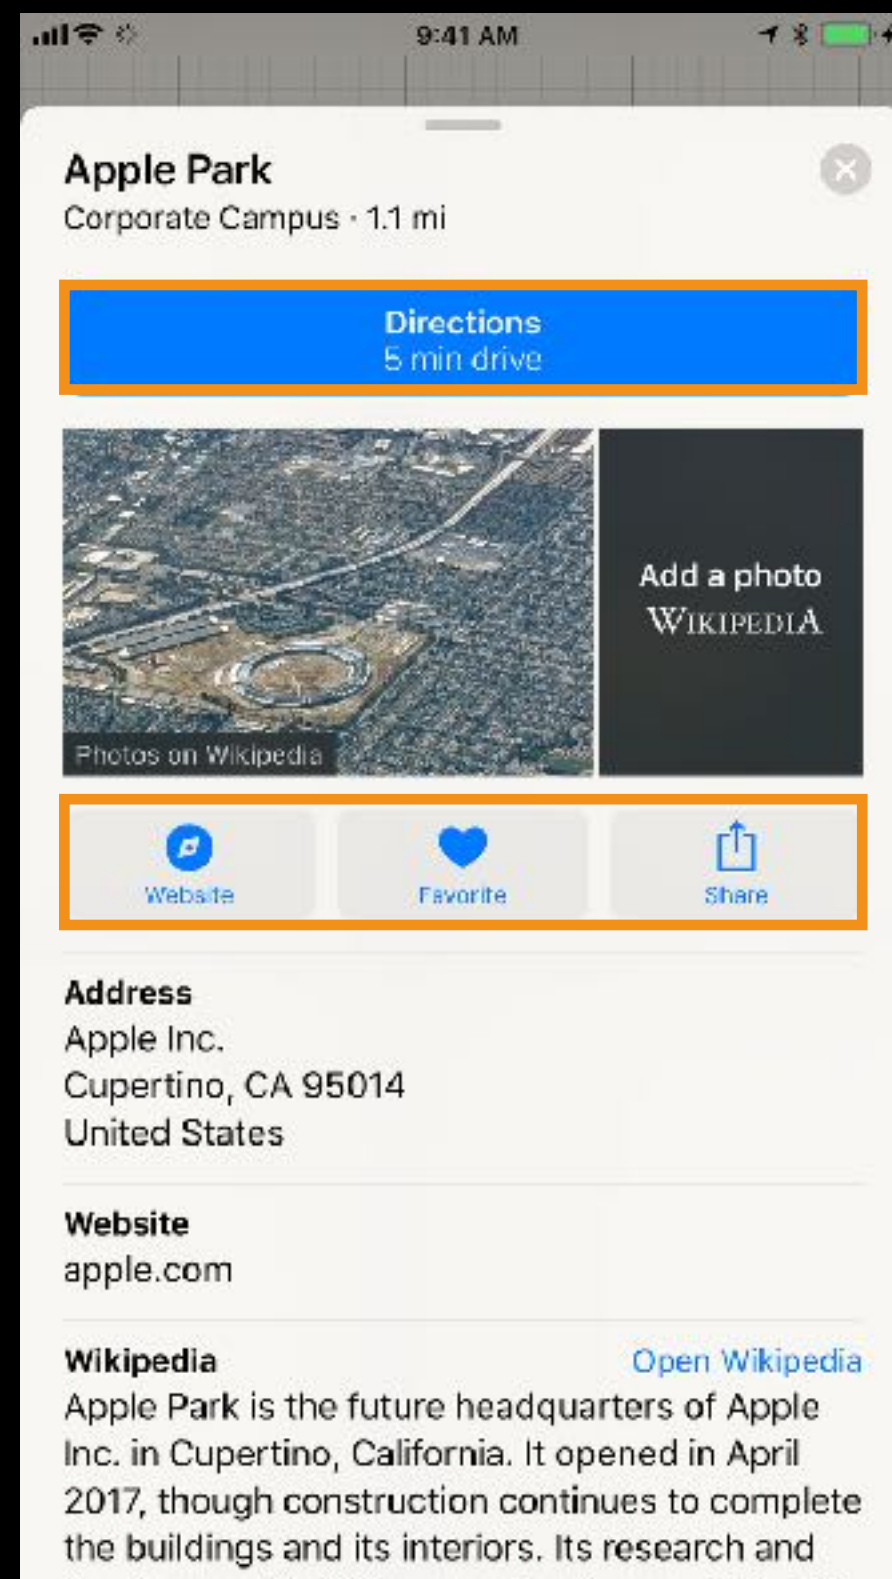 9:41 AM
Apple Park
Corporate Campus · 1.1 mi
Directions
5 min drive
Photos on Wikipedia
Add a photo
WIKIPEDIA
Website
Favorite
Share
Address
Apple Inc.
Cupertino, CA 95014
United States
Website
apple.com
Wikipedia
Open Wikipedia
Apple Park is the future headquarters of Apple
Inc. in Cupertino, California. It opened in April
2017, though construction continues to complete
the buildings and its interiors. Its research and